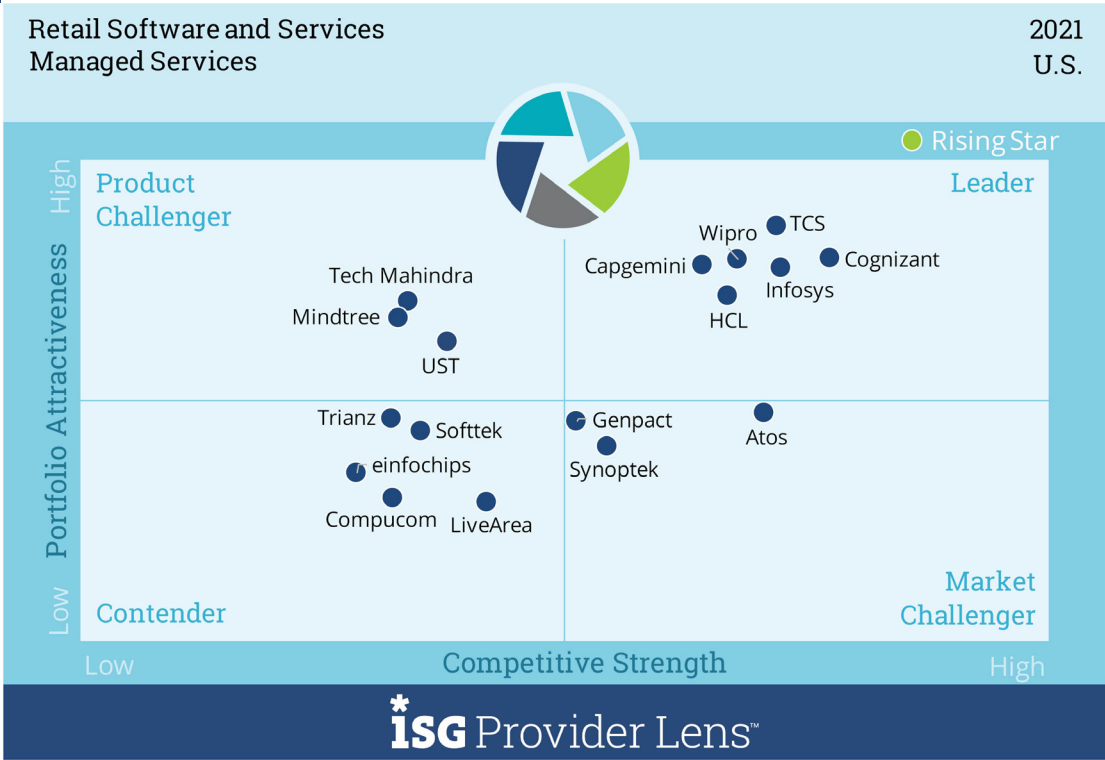 Retail Software and Services
Managed Services
2021
U.S.
Rising Star
High
Product
Challenger
Leader
TCS
Wipro
Capgemini
Cognizant
Infosys
HCL
Tech Mahindra
Mindtree
UST
Portfolio Attractiveness
Trianz
Softtek
einfochips
Compucom
LiveArea
Genpact
Synoptek
Atos
Low
Contender
Market
Challenger
Low
Competitive Strength
High
*iSG Provider Lens™